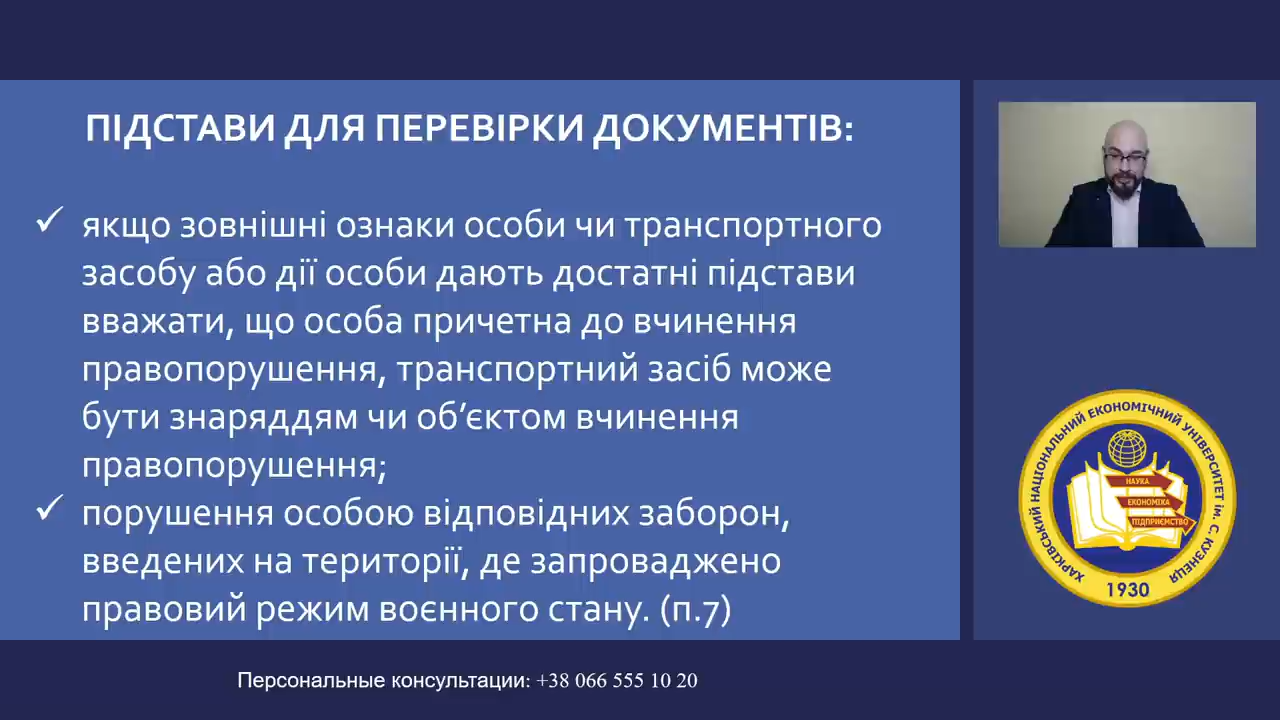 ПІДСТАВИ ДЛЯ ПЕРЕВІРКИ ДОКУМЕНТІВ:
✓ якщо зовнішні ознаки особи чи транспортного
засобу або дії особи дають достатні підстави
вважати, що особа причетна до вчинення
правопорушення, транспортний засіб може
бути знаряддям чи об’єктом вчинення
правопорушення;
✓ порушення особою відповідних заборон,
введених на території, де запроваджено
правовий режим воєнного стану. (п.7)
ХАРКІВСЬКИЙ НАЦІОНАЛЬНИЙ ЕКОНОМІЧНИЙ УНІВЕРСИТЕТ ІМ. С. КУЗНЕЦЯ
НАУКА
ЕКОНОМІКА
ПІДПРИЄМСТВО
1930
Персональные консультации: +38 066 555 10 20